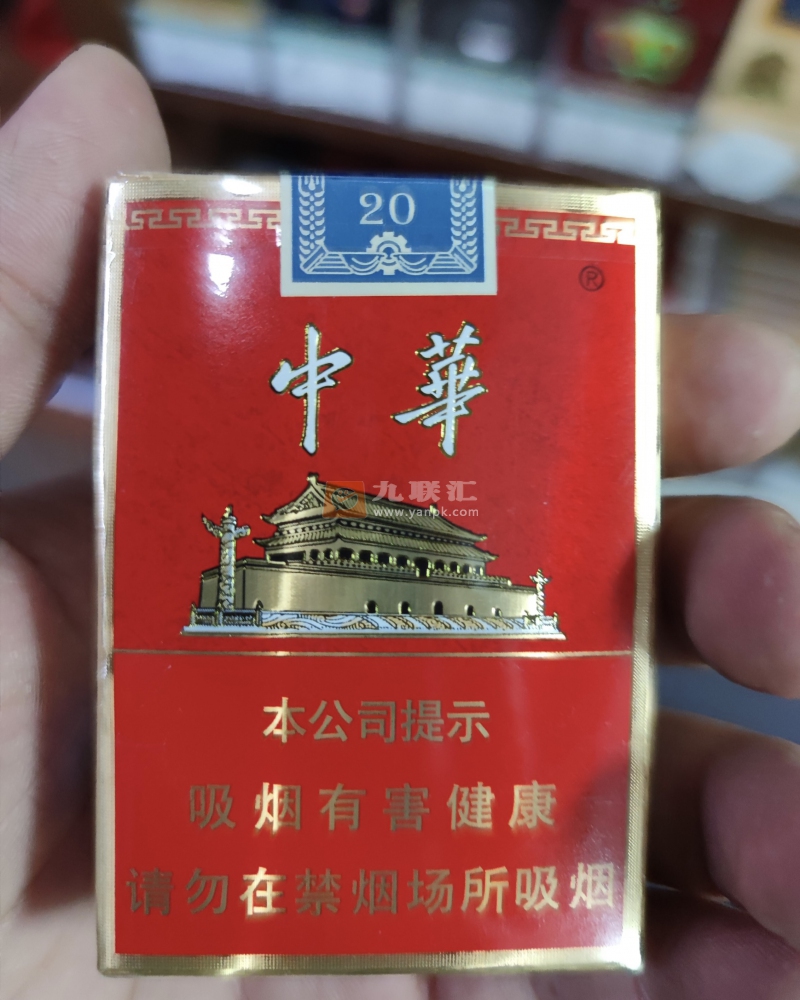 20
®
中華
九联汇
www.yanpk.com
本公司提示
吸烟有害健康
请勿在禁烟场所吸烟